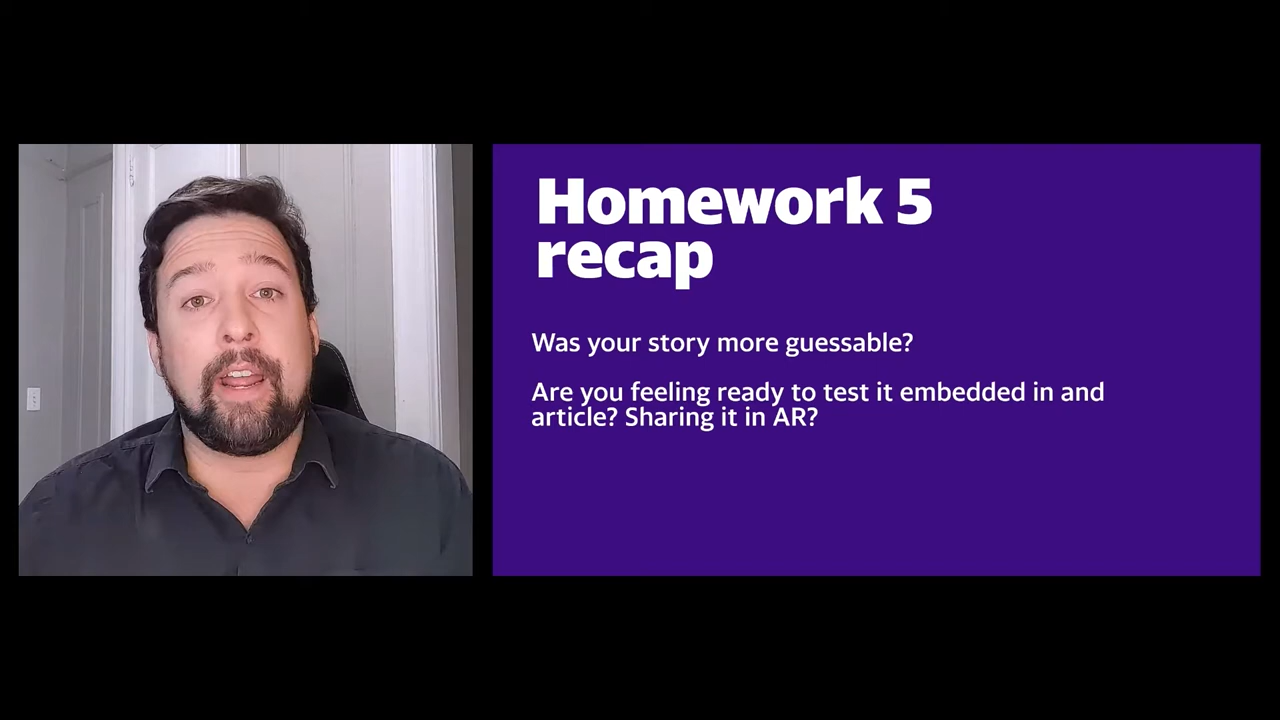 Homework 5
recap
Was your story more guessable?
Are you feeling ready to test it embedded in and
article? Sharing it in AR?